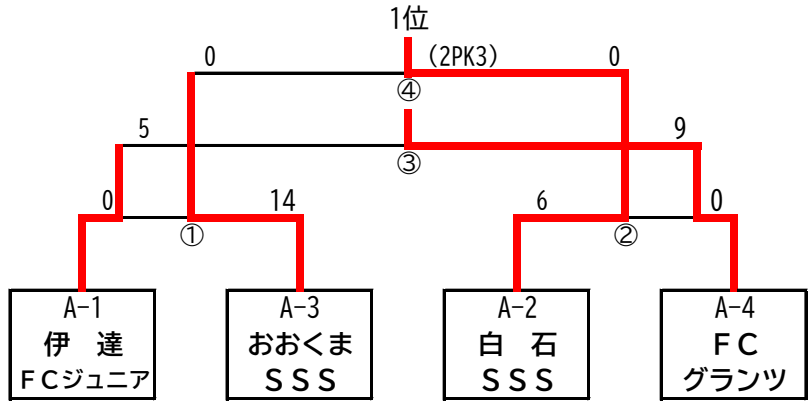 1位
0 (2PK3) 0
④
5 9
③
0 14 6 0
① ②
A-1 A-3 A-2 A-4
伊 達 おおくま 白 石 FC
FCジュニア SSS SSS グランツ